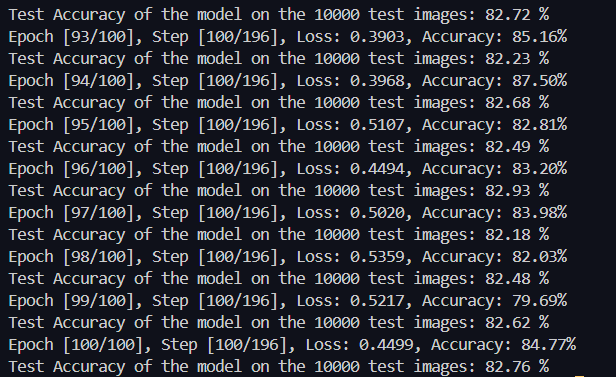 Test Accuracy of the model on the 10000 test images: 82.72 %
Epoch [93/100], Step [100/196], Loss: 0.3903, Accuracy: 85.16%
Test Accuracy of the model on the 10000 test images: 82.23 %
Epoch [94/100], Step [100/196], Loss: 0.3968, Accuracy: 87.50%
Test Accuracy of the model on the 10000 test images: 82.68 %
Epoch [95/100], Step [100/196], Loss: 0.5107, Accuracy: 82.81%
Test Accuracy of the model on the 10000 test images: 82.49 %
Epoch [96/100], Step [100/196], Loss: 0.4494, Accuracy: 83.20%
Test Accuracy of the model on the 10000 test images: 82.93 %
Epoch [97/100], Step [100/196], Loss: 0.5020, Accuracy: 83.98%
Test Accuracy of the model on the 10000 test images: 82.18 %
Epoch [98/100], Step [100/196], Loss: 0.5359, Accuracy: 82.03%
Test Accuracy of the model on the 10000 test images: 82.48 %
Epoch [99/100], Step [100/196], Loss: 0.5217, Accuracy: 79.69%
Test Accuracy of the model on the 10000 test images: 82.62 %
Epoch [100/100], Step [100/196], Loss: 0.4499, Accuracy: 84.77%
Test Accuracy of the model on the 10000 test images: 82.76 %